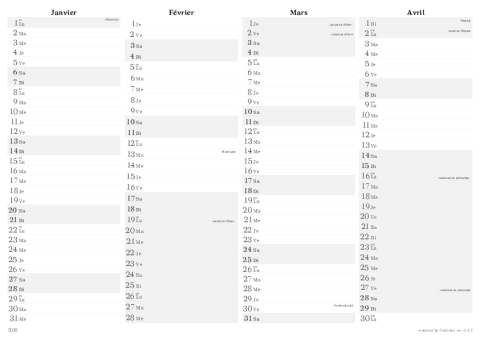 Janvier
1 Lu
2 Ma
3 Me
4 Je
5 Ve
6 Sa
7 Di
8 Lu
9 Ma
10 Me
11 Je
12 Ve
13 Sa
14 Di
15 Lu
16 Ma
17 Me
18 Je
19 Ve
20 Sa
21 Di
22 Lu
23 Ma
24 Me
25 Je
26 Ve
27 Sa
28 Di
29 Lu
30 Ma
31 Me
Février
1 Je
2 Ve
3 Sa
4 Di
5 Lu
6 Ma
7 Me
8 Je
9 Ve
10 Sa
11 Di
12 Lu
13 Ma Mardi gras
14 Me
15 Je
16 Ve
17 Sa
18 Di
19 Lu vacances d'hiver
20 Ma
21 Me
22 Je
23 Ve
24 Sa
25 Di
26 Lu
27 Ma
28 Me
Mars
1 Je vacances d'hiver
2 Ve vacances d'hiver
3 Sa
4 Di
5 Lu
6 Ma
7 Me
8 Je
9 Ve
10 Sa
11 Di
12 Lu
13 Ma
14 Me
15 Je
16 Ve
17 Sa
18 Di
19 Lu
20 Ma
21 Me
22 Je
23 Ve
24 Sa
25 Di
26 Lu
27 Ma
28 Me
29 Je
30 Ve
31 Sa
Avril
1 Di Pâques
2 Lu lundi de Pâques
3 Ma
4 Me
5 Je
6 Ve
7 Sa
8 Di
9 Lu
10 Ma
11 Me
12 Je
13 Ve
14 Sa
15 Di
16 Lu vacances de printemps
17 Ma
18 Me
19 Je
20 Ve
21 Sa
22 Di
23 Lu
24 Ma
25 Me
26 Je
27 Ve vacances de printemps
28 Sa
29 Di
30 Lu
2018